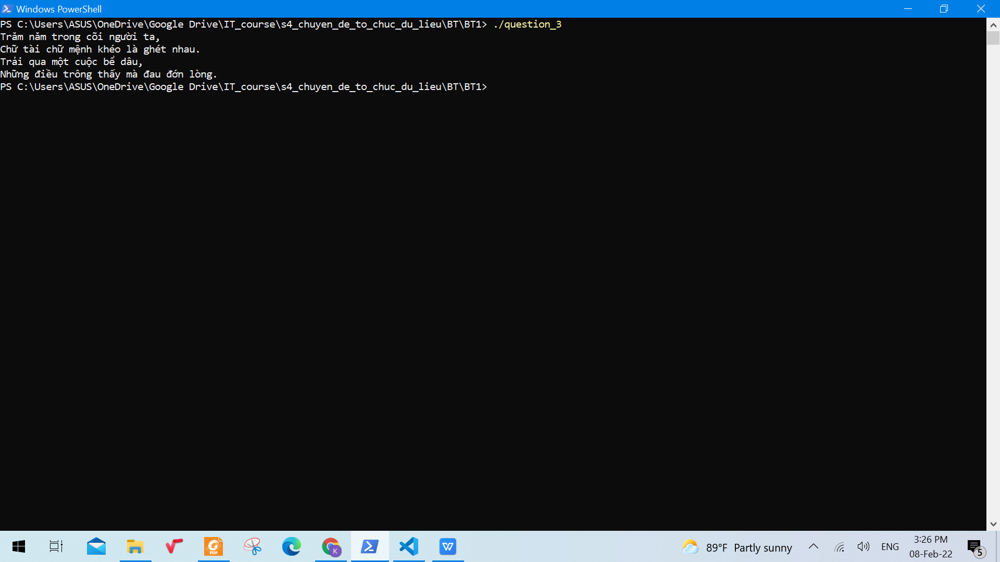 Windows PowerShell
PS C:\Users\ASUS\OneDrive\Google Drive\IT_course\s4_chuyen_de_to_chuc_du_lieu\BT\BT1> ./question_3
Trăm năm trong cõi người ta,
Chữ tài chữ mệnh khéo là ghét nhau.
Trải qua một cuộc bể dâu,
Những điều trông thấy mà đau đớn lòng.
PS C:\Users\ASUS\OneDrive\Google Drive\IT_course\s4_chuyen_de_to_chuc_du_lieu\BT\BT1>
PDF
K
W
89°F Partly sunny
ENG
3:26 PM
08-Feb-22
5